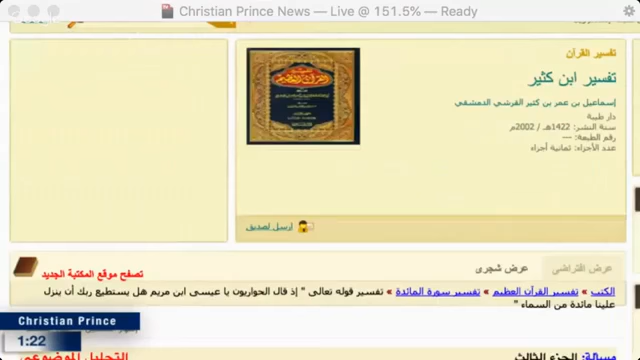 Christian Prince News — Live @ 151.5% — Ready
تفسير القرآن
تفسير ابن كثير
إسماعيل بن عمر بن كثير القرشي الدمشقي
دار طيبة
سنة النشر: 1422هـ / 2002م
رقم الطبعة: ---
عدد الأجزاء: ثمانية أجزاء
ارسل لصديق
عرض افتراضي
عرض شجرى
تصفح موقع المكتبة الجديد
الكتب » تفسير القرآن العظيم » تفسير سورة المائدة » تفسير قوله تعالى " إذ قال الحواريون يا عيسى ابن مريم هل يستطيع ربك أن ينزل
علينا مائدة من السماء "
Christian Prince
1:22
مسألة: الجزء الثالث
التحليل الموضوعي